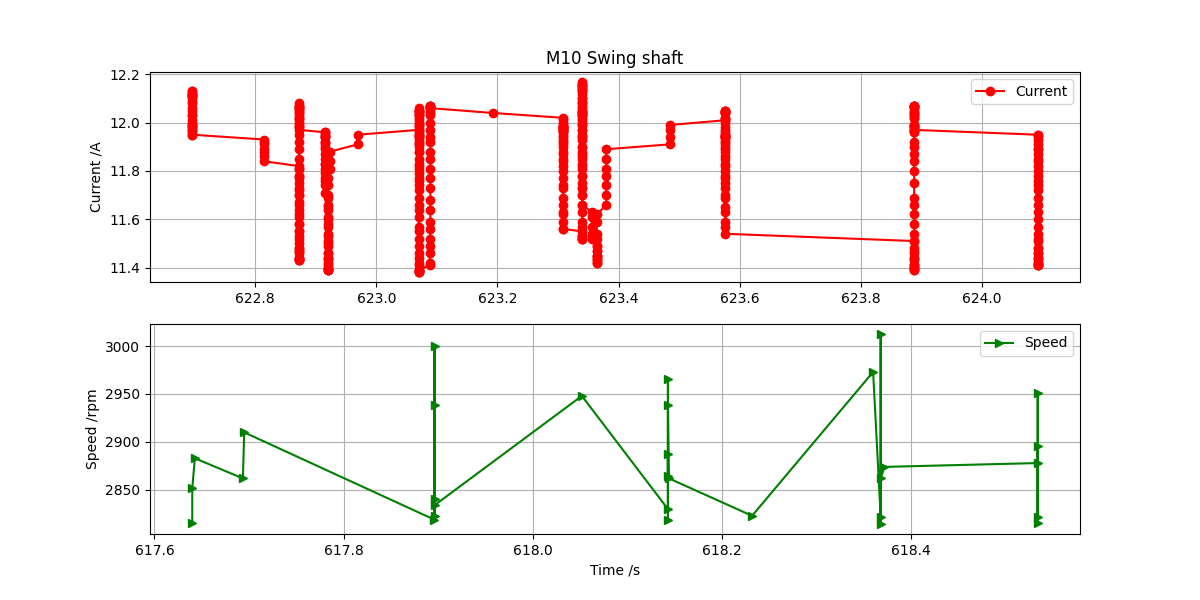 M10 Swing shaft
12.2
12.0
11.8
11.6
11.4
Current /A
Current
622.8 623.0 623.2 623.4 623.6 623.8 624.0
3000
2950
2900
2850
Speed /rpm
Speed
617.6 617.8 618.0 618.2 618.4
Time /s